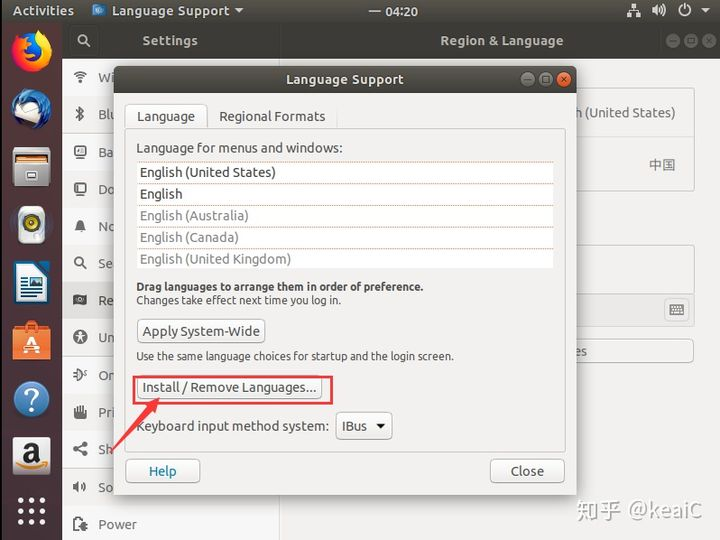 Activities
Language Support
04:20
Settings
Region & Language
Wi
Blu
Ba
Do
No
Se
Re
Un
On
Pri
Sh
So
Power
h (United States)
中国
es
Language Support
Language
Regional Formats
Language for menus and windows:
English (United States)
English
English (Australia)
English (Canada)
English (United Kingdom)
Drag languages to arrange them in order of preference.
Changes take effect next time you log in.
Apply System-Wide
Use the same language choices for startup and the login screen.
Install / Remove Languages...
Keyboard input method system:
IBus
Help
Close
知乎 @keaiC